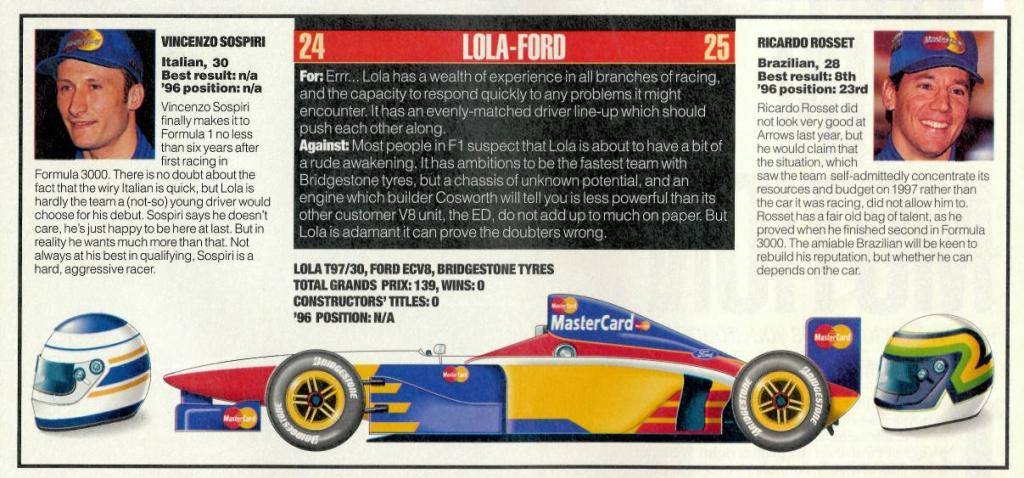 VINCENZO SOSPIRI
Italian, 30
Best result: n/a
'96 position: n/a
Vincenzo Sospiri
finally makes it to
Formula 1 no less
than six years after
first racing in
Formula 3000. There is no doubt about the
fact that the wiry Italian is quick, but Lola is
hardly the team a (not-so) young driver would
choose for his debut. Sospiri says he doesn't
care, he's just happy to be here at last. But in
reality he wants much more than that. Not
always at his best in qualifying, Sospiri is a
hard, aggressive racer.
24 LOLA-FORD 25
For: Errr... Lola has a wealth of experience in all branches of racing,
and the capacity to respond quickly to any problems it might
encounter. It has an evenly-matched driver line-up which should
push each other along.
Against: Most people in F1 suspect that Lola is about to have a bit of
a rude awakening. It has ambitions to be the fastest team with
Bridgestone tyres, but a chassis of unknown potential, and an
engine which builder Cosworth will tell you is less powerful than its
other customer V8 unit, the ED, do not add up to much on paper. But
Lola is adamant it can prove the doubters wrong.
LOLA T97/30, FORD ECV8, BRIDGESTONE TYRES
TOTAL GRANDS PRIX: 139, WINS: 0
CONSTRUCTORS' TITLES: 0
'96 POSITION: N/A
RICARDO ROSSET
Brazilian, 28
Best result: 8th
'96 position: 23rd
Ricardo Rosset did
not look very good at
Arrows last year, but
he would claim that
the situation, which
saw the team self-admittedly concentrate its
resources and budget on 1997 rather than
the car it was racing, did not allow him to.
Rosset has a fair old bag of talent, as he
proved when he finished second in Formula
3000. The amiable Brazilian will be keen to
rebuild his reputation, but whether he can
depends on the car.
MasterCard
MasterCard
Ford
MasterCard
MasterCard
MasterCard
BRIDGESTONE
BRIDGESTONE
BRIDGESTONE
BRIDGESTONE
MasterCard